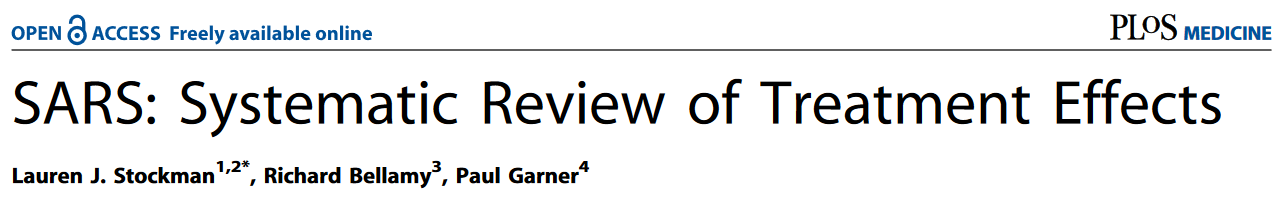 OPEN ACCESS Freely available online PLoS MEDICINE
SARS: Systematic Review of Treatment Effects
Lauren J. Stockman1,2*, Richard Bellamy3, Paul Garner4